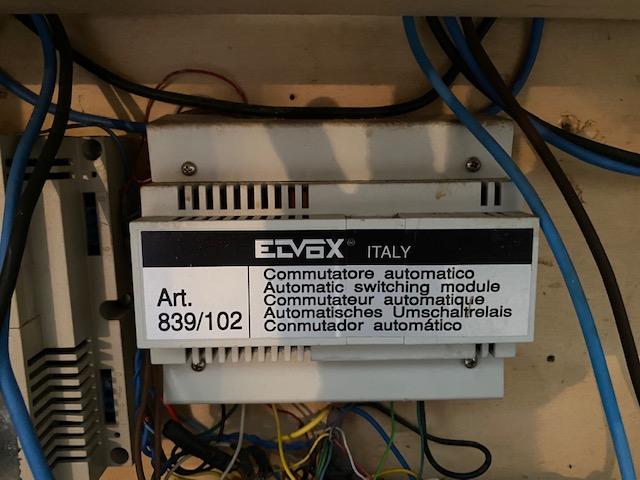 ELVOX® ITALY
Art.
839/102
Commutatore automatico
Automatic switching module
Commutateur automatique
Automatisches Umschaltrelais
Conmutador automático